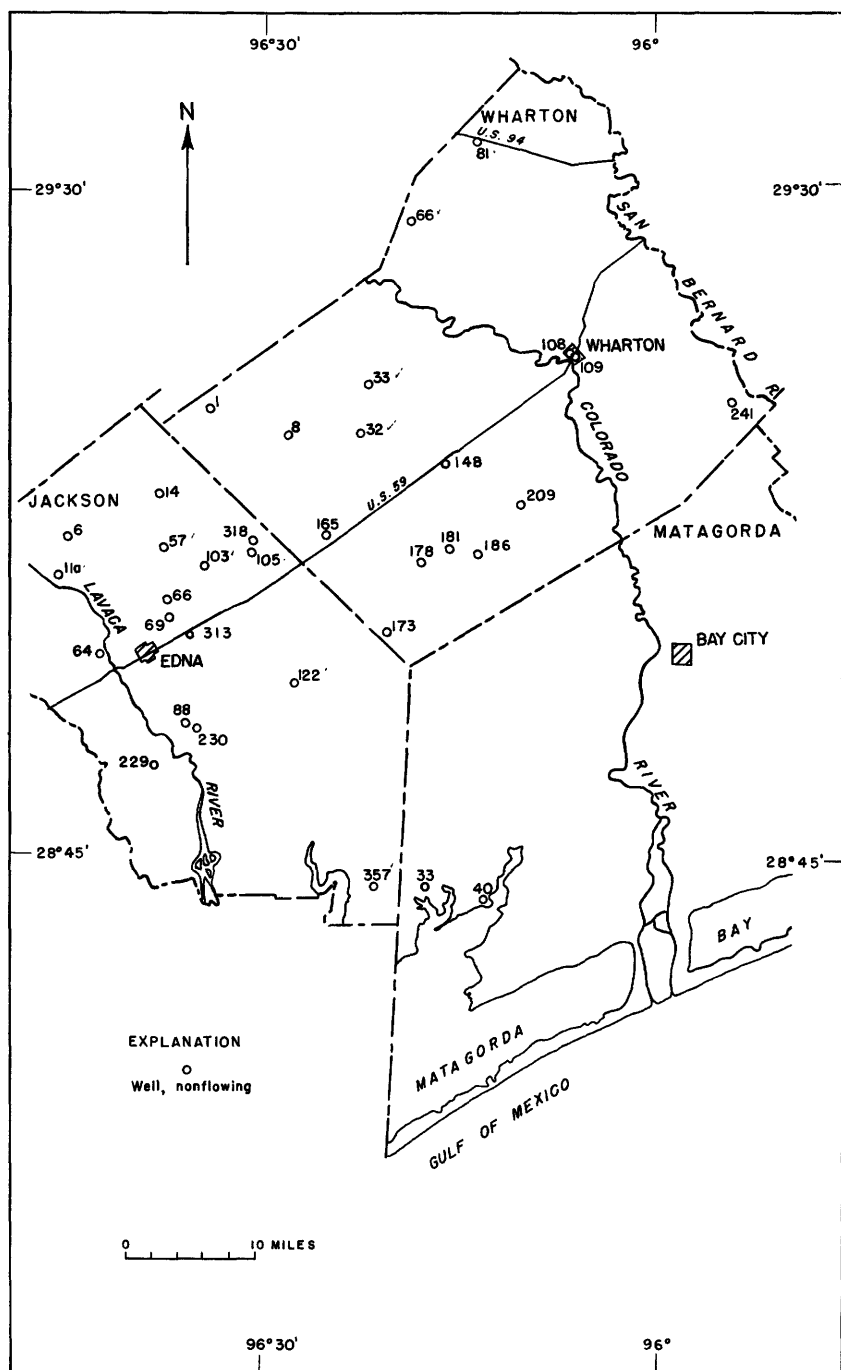 96°30' 96°
N
WHARTON
U.S. 94
81
29°30' 29°30'
66
SAN BERNARD R.
108 WHARTON
109
33
1
8
32
241
COLORADO
148
U.S. 59
14
JACKSON
209
6
318
165
MATAGORDA
57
103
105
181
178
186
11a
LAVACA
66
69
313
173
64
EDNA
BAY CITY
122
88
230
229
RIVER
RIVER
28°45' 28°45'
357
33
40
BAY
EXPLANATION
Well, nonflowing
MATAGORDA
GULF OF MEXICO
0 10 MILES
96°30' 96°